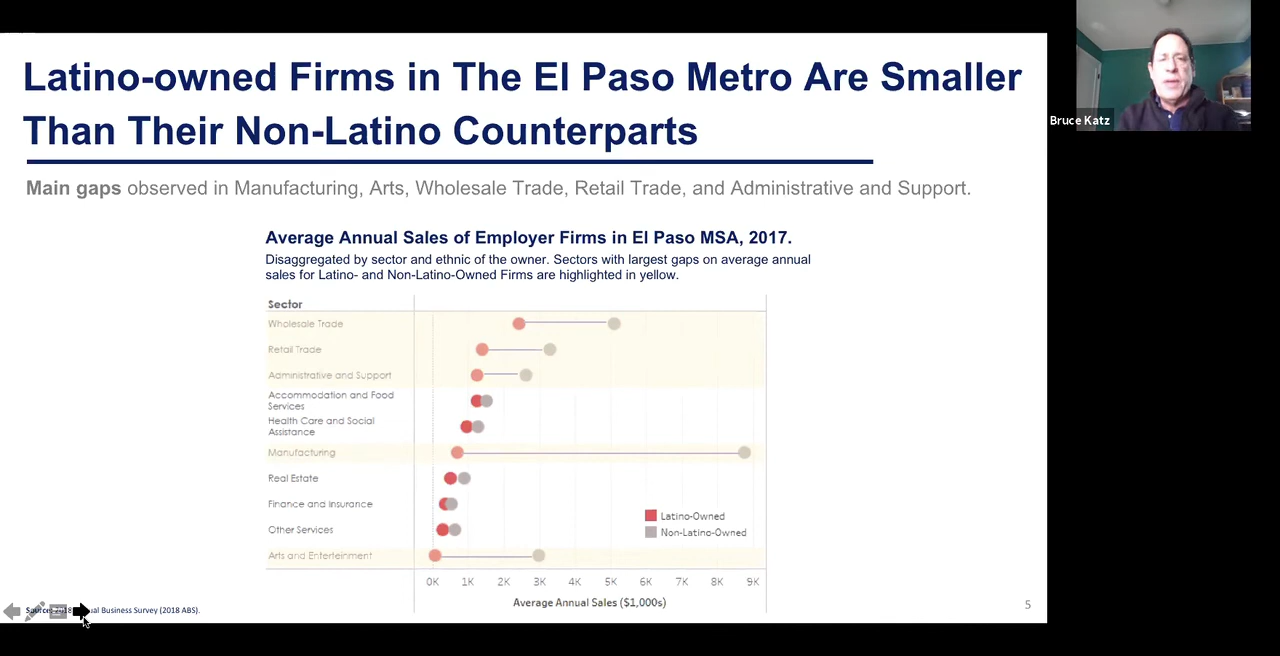 Latino-owned Firms in The El Paso Metro Are Smaller
Than Their Non-Latino Counterparts
Main gaps observed in Manufacturing, Arts, Wholesale Trade, Retail Trade, and Administrative and Support.
Average Annual Sales of Employer Firms in El Paso MSA, 2017.
Disaggregated by sector and ethnic of the owner. Sectors with largest gaps on average annual
sales for Latino- and Non-Latino-Owned Firms are highlighted in yellow.
Sector
Wholesale Trade
Retail Trade
Administrative and Support
Accommodation and Food
Services
Health Care and Social
Assistance
Manufacturing
Real Estate
Finance and Insurance
Other Services
Arts and Entertainment
Latino-Owned
Non-Latino-Owned
0K 1K 2K 3K 4K 5K 6K 7K 8K 9K
Average Annual Sales ($1,000s)
Business Survey (2018 ABS).
5
Bruce Katz